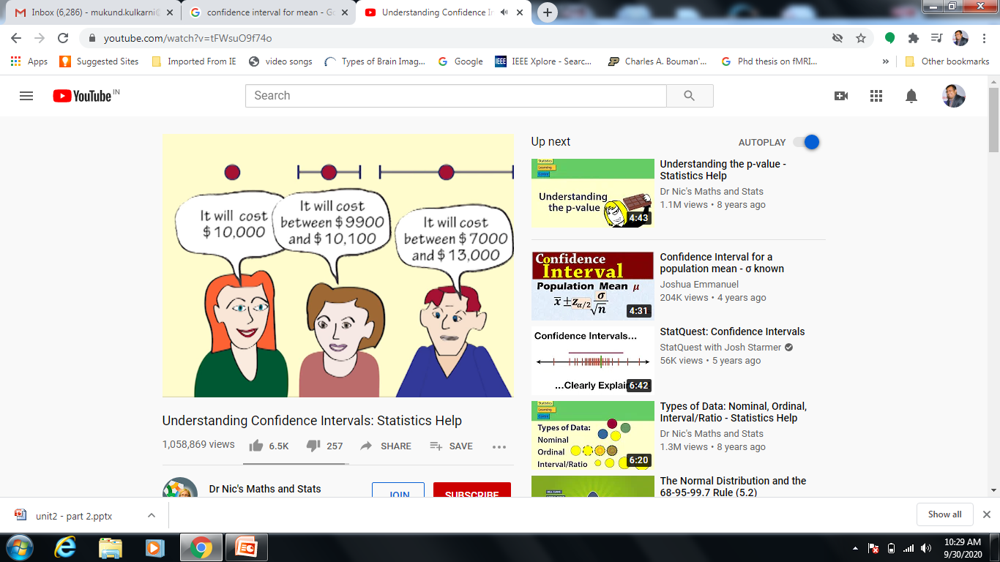 Inbox (6,286) - mukund.kulkarni@
confidence interval for mean - Go
Understanding Confidence In
youtube.com/watch?v=tFWsuO9f74o
Apps
Suggested Sites
Imported From IE
video songs
Types of Brain Imag...
Google
IEEE
IEEE Xplore - Searc...
Charles A. Bouman'...
Phd thesis on fMRI...
»
Other bookmarks
YouTube IN
Search
It will cost
$10,000
It will cost
between $9900
and $10,100
It will cost
between $7000
and $13,000
Understanding Confidence Intervals: Statistics Help
1,058,869 views
6.5K
257
SHARE
SAVE
Dr Nic's Maths and Stats
JOIN
SUBSCRIBE
Up next
AUTOPLAY
Statistics
Learning
Centre
Understanding
the p-value
4:43
Understanding the p-value -
Statistics Help
Dr Nic's Maths and Stats
1.1M views • 8 years ago
Confidence
Interval
Population Mean μ
x̄ ± zα/2 σ/√n
4:31
Confidence Interval for a
population mean - σ known
Joshua Emmanuel
204K views • 4 years ago
Confidence Intervals...
...Clearly Explai
6:42
StatQuest: Confidence Intervals
StatQuest with Josh Starmer
56K views • 5 years ago
Statistics
Learning
Centre
Types of Data:
Nominal
Ordinal
Interval/Ratio
6:20
Types of Data: Nominal, Ordinal,
Interval/Ratio - Statistics Help
Dr Nic's Maths and Stats
1.3M views • 8 years ago
The Normal Distribution and the
68-95-99.7 Rule (5.2)
unit2 - part 2.pptx
Show all
10:29 AM
9/30/2020